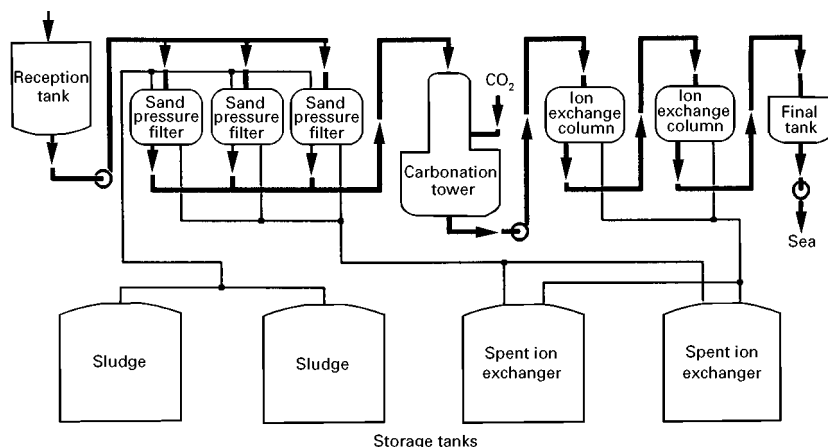 Reception
tank
Sand
pressure
filter
Sand
pressure
filter
Sand
pressure
filter
Carbonation
tower
CO₂
Ion
exchange
column
Ion
exchange
column
Final
tank
Sea
Sludge
Sludge
Spent ion
exchanger
Spent ion
exchanger
Storage tanks